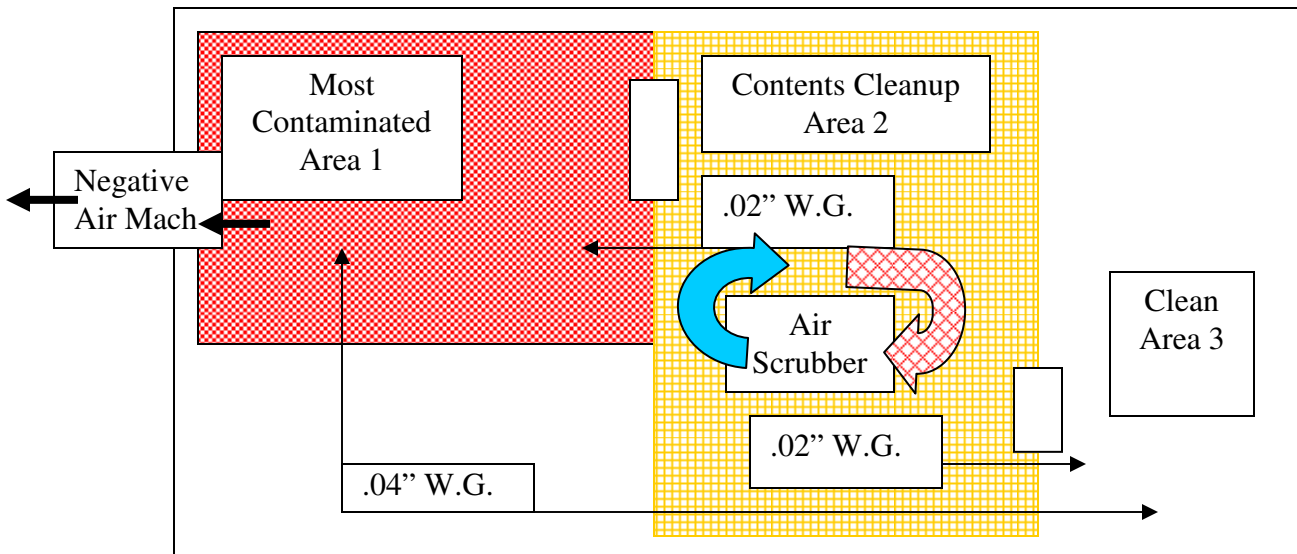 Most
Contaminated
Area 1
Contents Cleanup
Area 2
Negative
Air Mach
.02” W.G.
Clean
Area 3
Air
Scrubber
.02” W.G.
.04” W.G.